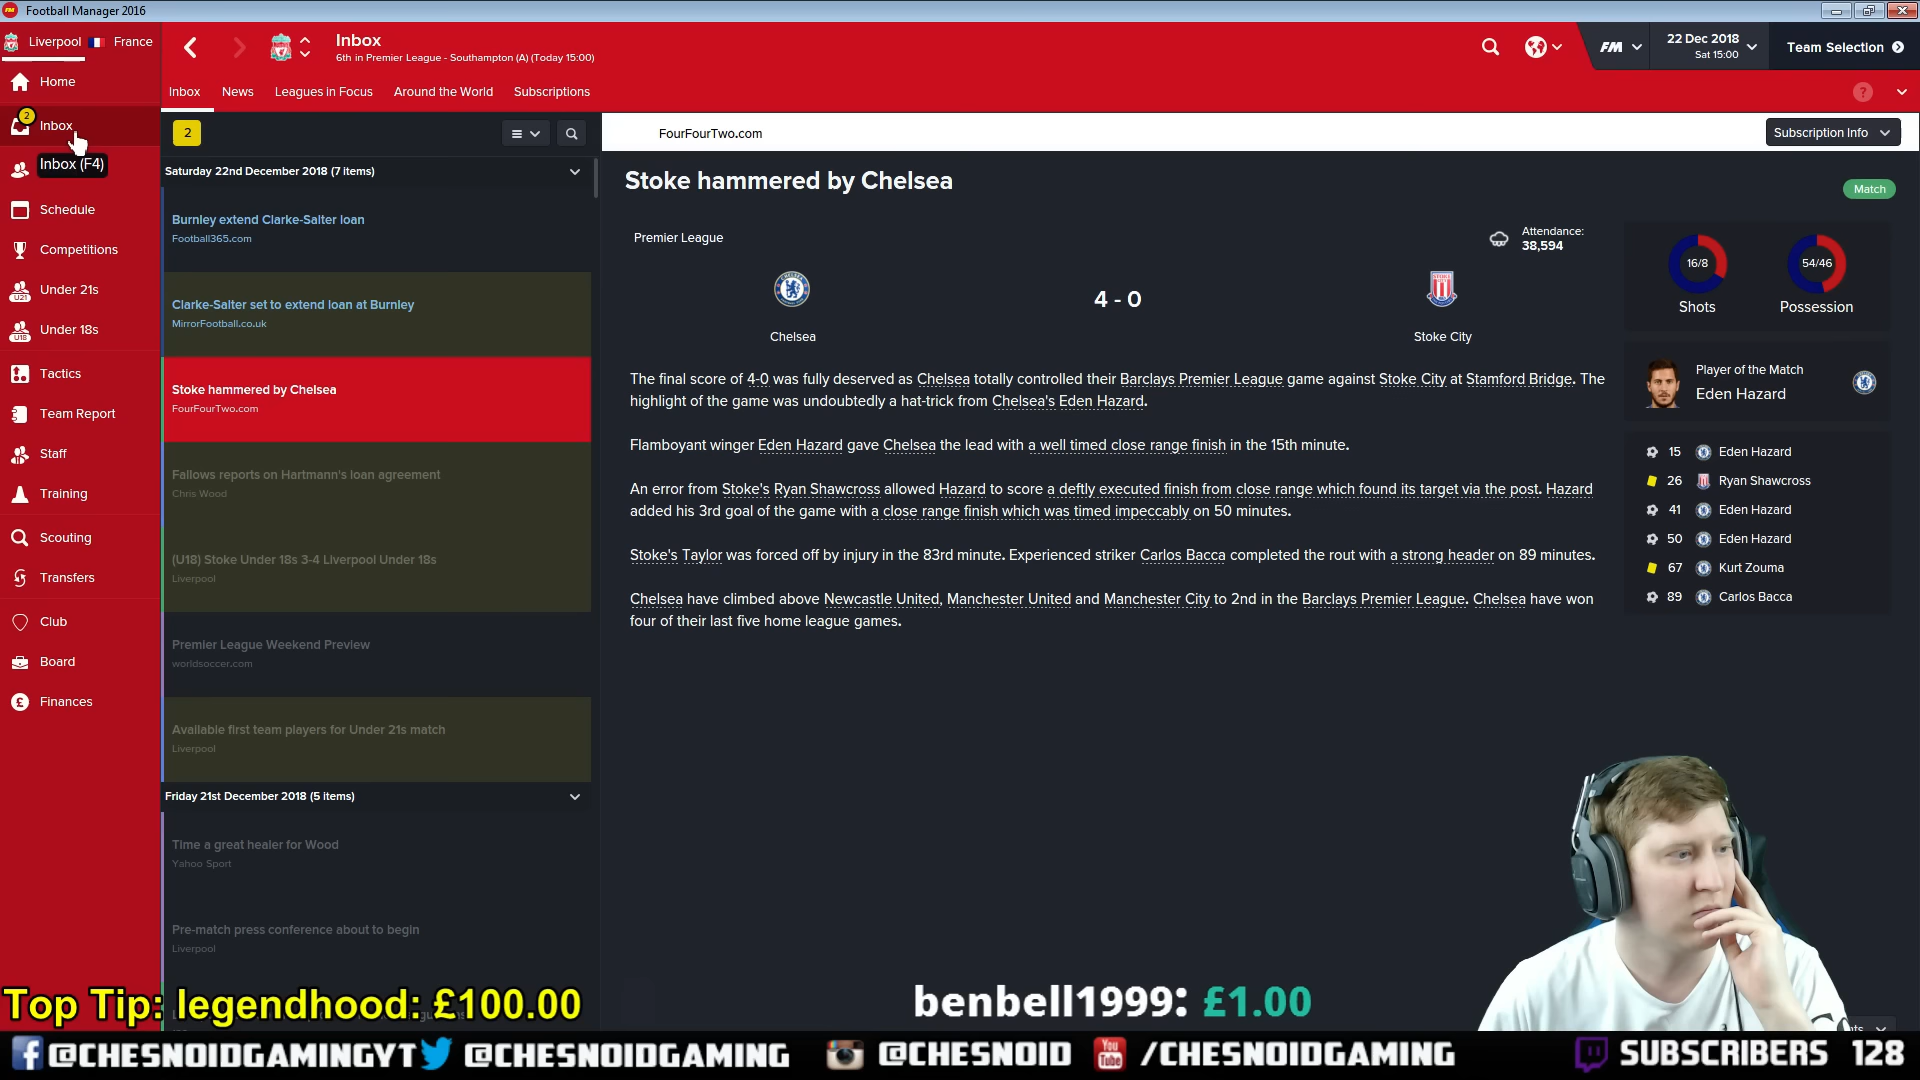 Football Manager 2016
Liverpool France
Inbox
6th in Premier League - Southampton (A) (Today 15:00)
FM
22 Dec 2018
Sat 15:00
Team Selection
Home
Inbox News Leagues in Focus Around the World Subscriptions
?
2
Inbox
Inbox (F4)
Schedule
Competitions
U21
Under 21s
U18
Under 18s
Tactics
Team Report
Staff
Training
Scouting
Transfers
Club
Board
Finances
2
Saturday 22nd December 2018 (7 items)
Burnley extend Clarke-Salter loan
Football365.com
Clarke-Salter set to extend loan at Burnley
MirrorFootball.co.uk
Stoke hammered by Chelsea
FourFourTwo.com
Fallows reports on Hartmann's loan agreement
Chris Wood
(U18) Stoke Under 18s 3-4 Liverpool Under 18s
Liverpool
Premier League Weekend Preview
worldsoccer.com
Available first team players for Under 21s match
Liverpool
Friday 21st December 2018 (5 items)
Time a great healer for Wood
Yahoo Sport
Pre-match press conference about to begin
Liverpool
FourFourTwo.com
Subscription Info
Stoke hammered by Chelsea
Match
Premier League
Attendance:
38,594
Chelsea
4 - 0
Stoke City
16/8
Shots
54/46
Possession
The final score of 4-0 was fully deserved as Chelsea totally controlled their Barclays Premier League game against Stoke City at Stamford Bridge. The
highlight of the game was undoubtedly a hat-trick from Chelsea's Eden Hazard.
Flamboyant winger Eden Hazard gave Chelsea the lead with a well timed close range finish in the 15th minute.
An error from Stoke's Ryan Shawcross allowed Hazard to score a deftly executed finish from close range which found its target via the post. Hazard
added his 3rd goal of the game with a close range finish which was timed impeccably on 50 minutes.
Stoke's Taylor was forced off by injury in the 83rd minute. Experienced striker Carlos Bacca completed the rout with a strong header on 89 minutes.
Chelsea have climbed above Newcastle United, Manchester United and Manchester City to 2nd in the Barclays Premier League. Chelsea have won
four of their last five home league games.
Player of the Match
Eden Hazard
15 Eden Hazard
26 Ryan Shawcross
41 Eden Hazard
50 Eden Hazard
67 Kurt Zouma
89 Carlos Bacca
Top Tip: legendhood: £100.00
benbell1999: £1.00
@CHESNOIDGAMINGYT @CHESNOIDGAMING @CHESNOID You Tube /CHESNOIDGAMING SUBSCRIBERS 128